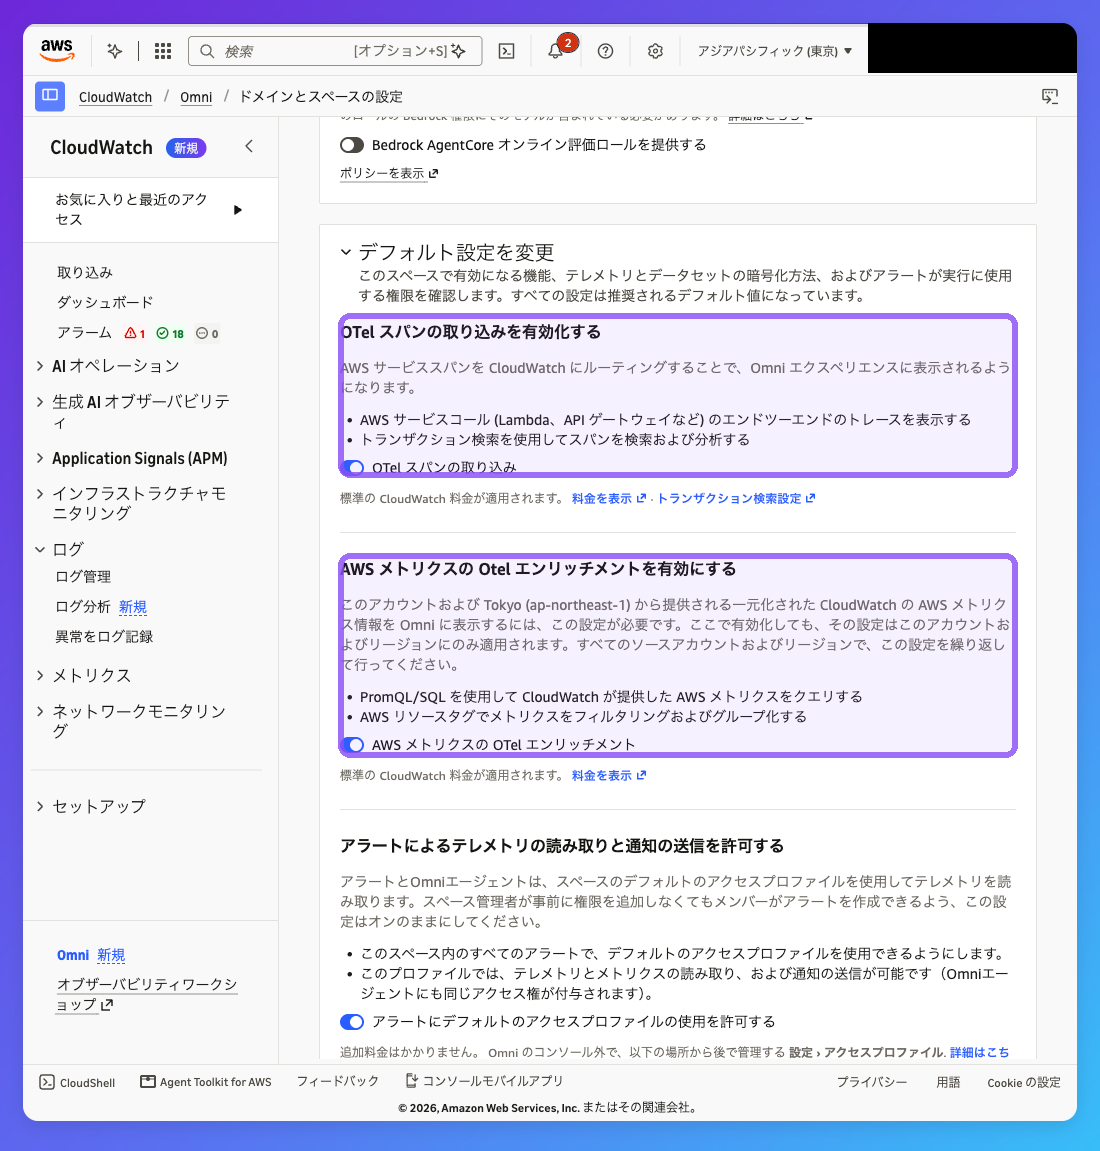 aws
検索
[オプション+S]
2
アジアパシフィック (東京) ▼
CloudWatch / Omni / ドメインとスペースの設定
CloudWatch 新規
お気に入りと最近のアク
セス
取り込み
ダッシュボード
アラーム 1 18 0
AI オペレーション
生成 AI オブザーバビリテ
ィ
Application Signals (APM)
インフラストラクチャモ
ニタリング
ログ
ログ管理
ログ分析 新規
異常をログ記録
メトリクス
ネットワークモニタリン
グ
セットアップ
Omni 新規
オブザーバビリティワークシ
ョップ
Bedrock AgentCore オンライン評価ロールを提供する
ポリシーを表示
デフォルト設定を変更
このスペースで有効になる機能、テレメトリとデータセットの暗号化方法、およびアラートが実行に使用
する権限を確認します。すべての設定は推奨されるデフォルト値になっています。
OTel スパンの取り込みを有効化する
AWS サービススパンを CloudWatch にルーティングすることで、Omni エクスペリエンスに表示されるよう
になります。
• AWS サービスコール (Lambda、API ゲートウェイなど) のエンドツーエンドのトレースを表示する
• トランザクション検索を使用してスパンを検索および分析する
OTel スパンの取り込み
標準の CloudWatch 料金が適用されます。 料金を表示 · トランザクション検索設定
AWS メトリクスの Otel エンリッチメントを有効にする
このアカウントおよび Tokyo (ap-northeast-1) から提供される一元化された CloudWatch の AWS メトリク
ス情報を Omni に表示するには、この設定が必要です。ここで有効化しても、その設定はこのアカウントお
よびリージョンにのみ適用されます。すべてのソースアカウントおよびリージョンで、この設定を繰り返し
て行ってください。
• PromQL/SQL を使用して CloudWatch が提供した AWS メトリクスをクエリする
• AWS リソースタグでメトリクスをフィルタリングおよびグループ化する
AWS メトリクスの OTel エンリッチメント
標準の CloudWatch 料金が適用されます。 料金を表示
アラートによるテレメトリの読み取りと通知の送信を許可する
アラートとOmniエージェントは、スペースのデフォルトのアクセスプロファイルを使用してテレメトリを読
み取ります。スペース管理者が事前に権限を追加しなくてもメンバーがアラートを作成できるよう、この設
定はオンのままにしてください。
• このスペース内のすべてのアラートで、デフォルトのアクセスプロファイルを使用できるようにします。
• このプロファイルでは、テレメトリとメトリクスの読み取り、および通知の送信が可能です（Omniエー
ジェントにも同じアクセス権が付与されます）。
アラートにデフォルトのアクセスプロファイルの使用を許可する
追加料金はかかりません。 Omni のコンソール外で、以下の場所から後で管理する 設定 › アクセスプロファイル. 詳細はこち
CloudShell Agent Toolkit for AWS フィードバック コンソールモバイルアプリ プライバシー 用語 Cookie の設定
© 2026, Amazon Web Services, Inc. またはその関連会社。